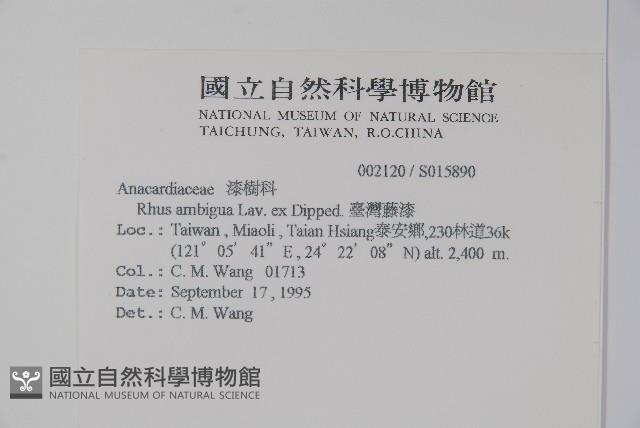 國立自然科學博物館
NATIONAL MUSEUM OF NATURAL SCIENCE
TAICHUNG, TAIWAN, R.O.CHINA
002120 / S015890
Anacardiaceae 漆樹科
Rhus ambigua Lav. ex Dipped. 臺灣藤漆
Loc.: Taiwan , Miaoli , Taian Hsiang泰安鄉,230林道36k
(121° 05′ 41″ E , 24° 22′ 08″ N) alt. 2,400 m.
Col.: C. M. Wang 01713
Date: September 17 , 1995
Det.: C. M. Wang
國立自然科學博物館
NATIONAL MUSEUM OF NATURAL SCIENCE